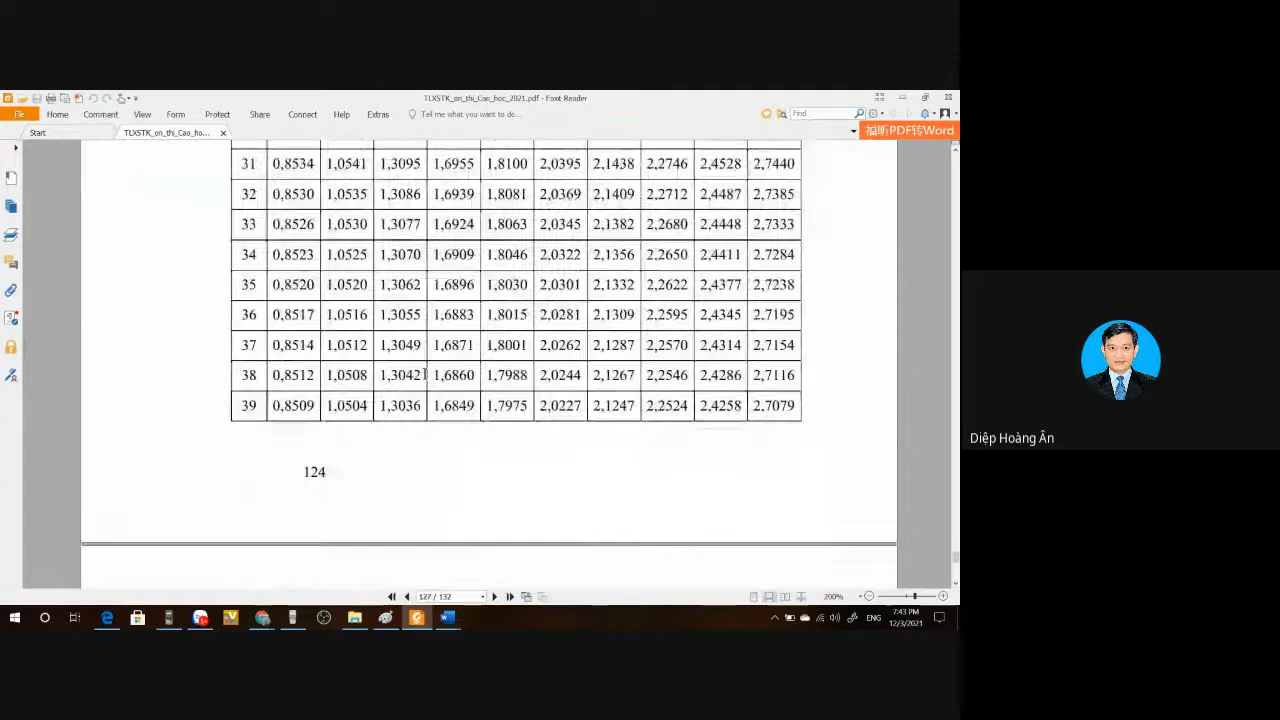 TLXSTK_on_thi_Cao_hoc_2021.pdf - Foxit Reader
File Home Comment View Form Protect Share Connect Help Extras Tell me what you want to do... Find
Start TLXSTK_on_thi_Cao_ho... 福昕PDF转Word
31 0,8534 1,0541 1,3095 1,6955 1,8100 2,0395 2,1438 2,2746 2,4528 2,7440
32 0,8530 1,0535 1,3086 1,6939 1,8081 2,0369 2,1409 2,2712 2,4487 2,7385
33 0,8526 1,0530 1,3077 1,6924 1,8063 2,0345 2,1382 2,2680 2,4448 2,7333
34 0,8523 1,0525 1,3070 1,6909 1,8046 2,0322 2,1356 2,2650 2,4411 2,7284
35 0,8520 1,0520 1,3062 1,6896 1,8030 2,0301 2,1332 2,2622 2,4377 2,7238
36 0,8517 1,0516 1,3055 1,6883 1,8015 2,0281 2,1309 2,2595 2,4345 2,7195
37 0,8514 1,0512 1,3049 1,6871 1,8001 2,0262 2,1287 2,2570 2,4314 2,7154
38 0,8512 1,0508 1,3042 1,6860 1,7988 2,0244 2,1267 2,2546 2,4286 2,7116
39 0,8509 1,0504 1,3036 1,6849 1,7975 2,0227 2,1247 2,2524 2,4258 2,7079
124
127 / 132 200%
ENG 7:43 PM
12/3/2021
Diệp Hoàng Ân